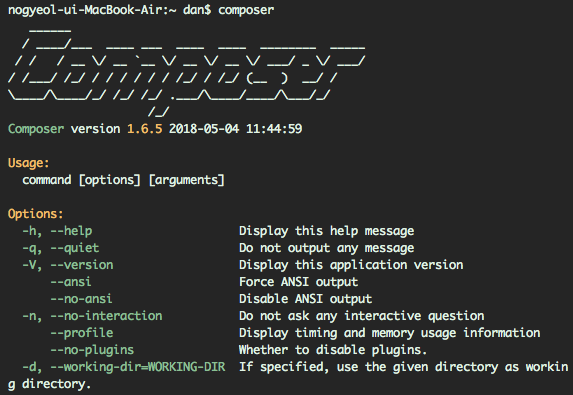 nogyeol-ui-MacBook-Air:~ dan$ composer
Composer
Composer version 1.6.5 2018-05-04 11:44:59
Usage:
command [options] [arguments]
Options:
-h, --help Display this help message
-q, --quiet Do not output any message
-V, --version Display this application version
--ansi Force ANSI output
--no-ansi Disable ANSI output
-n, --no-interaction Do not ask any interactive question
--profile Display timing and memory usage information
--no-plugins Whether to disable plugins.
-d, --working-dir=WORKING-DIR If specified, use the given directory as workin
g directory.